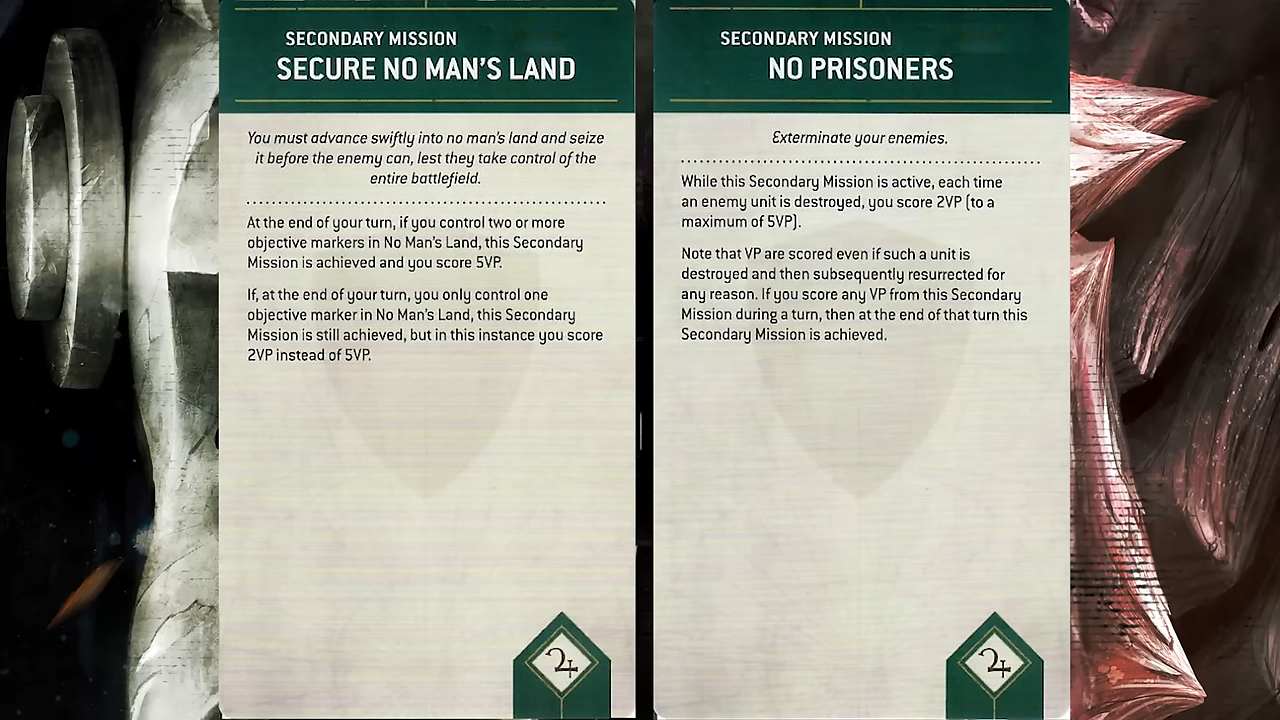 SECONDARY MISSION
SECURE NO MAN'S LAND
You must advance swiftly into no man's land and seize
it before the enemy can, lest they take control of the
entire battlefield.
At the end of your turn, if you control two or more
objective markers in No Man's Land, this Secondary
Mission is achieved and you score 5VP.
If, at the end of your turn, you only control one
objective marker in No Man's Land, this Secondary
Mission is still achieved, but in this instance you score
2VP instead of 5VP.
SECONDARY MISSION
NO PRISONERS
Exterminate your enemies.
While this Secondary Mission is active, each time
an enemy unit is destroyed, you score 2VP (to a
maximum of 5VP).
Note that VP are scored even if such a unit is
destroyed and then subsequently resurrected for
any reason. If you score any VP from this Secondary
Mission during a turn, then at the end of that turn this
Secondary Mission is achieved.